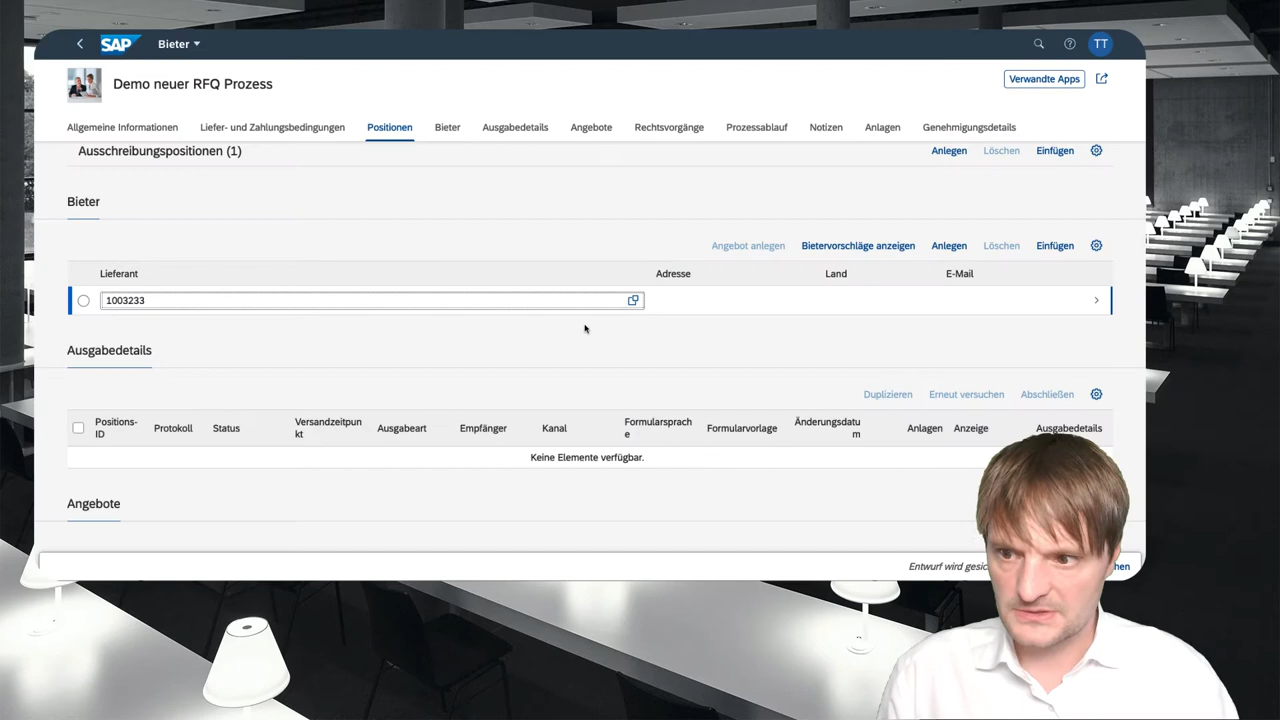 SAP Bieter TT
Demo neuer RFQ Prozess Verwandte Apps
Allgemeine Informationen Liefer- und Zahlungsbedingungen Positionen Bieter Ausgabedetails Angebote Rechtsvorgänge Prozessablauf Notizen Anlagen Genehmigungsdetails
Ausschreibungspositionen (1) Anlegen Löschen Einfügen
Bieter
Angebot anlegen Bietervorschläge anzeigen Anlegen Löschen Einfügen
Lieferant Adresse Land E-Mail
1003233
Ausgabedetails
Duplizieren Erneut versuchen Abschließen
Positions- Versandzeitpun Formularsprach Änderungsdatu
ID Protokoll Status kt Ausgabeart Empfänger Kanal e Formularvorlage m Anlagen Anzeige Ausgabedetails
Keine Elemente verfügbar.
Angebote
Entwurf wird